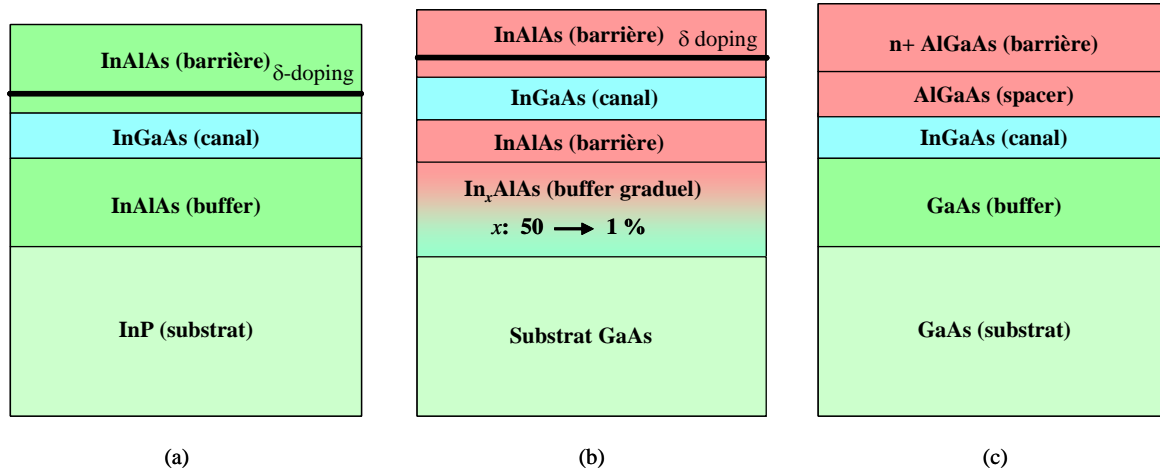 InAlAs (barrière)
δ-doping
InGaAs (canal)
InAlAs (buffer)
InP (substrat)
(a)
InAlAs (barrière) δ doping
InGaAs (canal)
InAlAs (barrière)
InxAlAs (buffer graduel)
x: 50 → 1 %
Substrat GaAs
(b)
n+ AlGaAs (barrière)
AlGaAs (spacer)
InGaAs (canal)
GaAs (buffer)
GaAs (substrat)
(c)